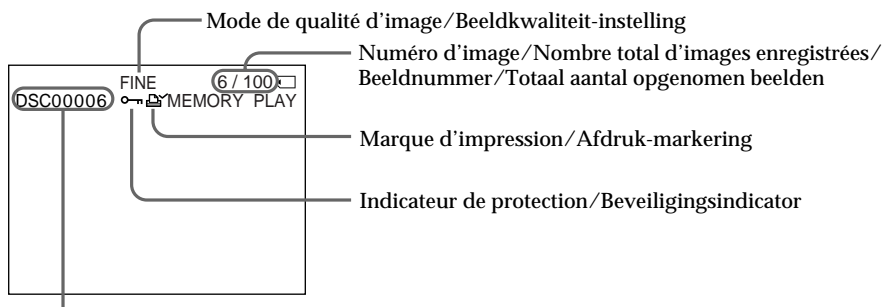 Mode de qualité d'image/Beeldkwaliteit-instelling
Numéro d'image/Nombre total d'images enregistrées/
Beeldnummer/Totaal aantal opgenomen beelden
FINE
6 / 100
DSC00006
MEMORY PLAY
Marque d'impression/Afdruk-markering
Indicateur de protection/Beveiligingsindicator